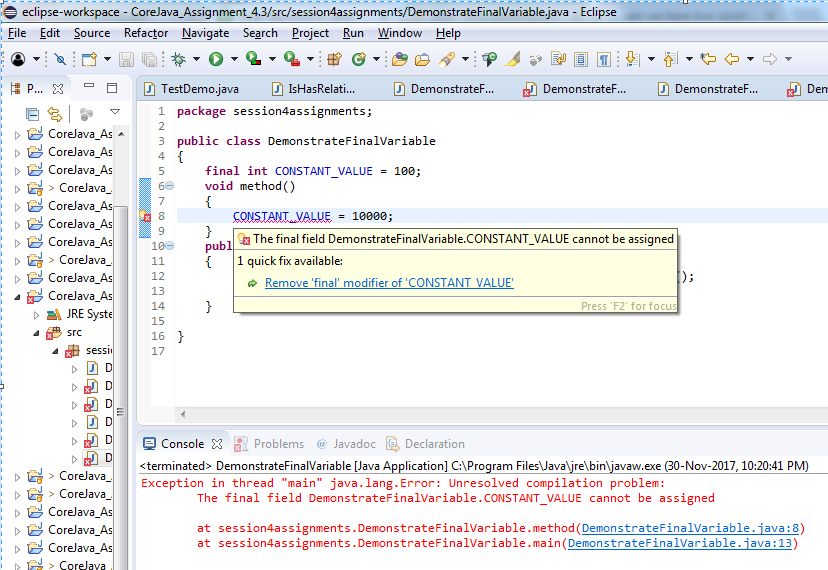 eclipse-workspace - CoreJava_Assignment_4.3/src/session4assignments/DemonstrateFinalVariable.java - Eclipse
File Edit Source Refactor Navigate Search Project Run Window Help
P...
TestDemo.java IsHasRelati... DemonstrateF... DemonstrateF... DemonstrateF... Dem
CoreJava_As
CoreJava_As
CoreJava_As
> CoreJava_
CoreJava_As
CoreJava_As
CoreJava_As
> CoreJava_
CoreJava_As
CoreJava_As
JRE Syste
src
sessi
D
D
D
D
D
D
> CoreJava_
> CoreJava_
CoreJava_As
CoreJava_As
CoreJava_As
> CoreJava_
1 package session4assignments;
2
3 public class DemonstrateFinalVariable
4 {
5 final int CONSTANT_VALUE = 100;
6 void method()
7 {
8 CONSTANT_VALUE = 10000;
9 }
10 pub
11 {
12 ();
13
14 }
15
16 }
17
The final field DemonstrateFinalVariable.CONSTANT_VALUE cannot be assigned
1 quick fix available:
Remove 'final' modifier of 'CONSTANT_VALUE'
Press 'F2' for focus
Console Problems @ Javadoc Declaration
<terminated> DemonstrateFinalVariable [Java Application] C:\Program Files\Java\jre\bin\javaw.exe (30-Nov-2017, 10:20:41 PM)
Exception in thread "main" java.lang.Error: Unresolved compilation problem:
The final field DemonstrateFinalVariable.CONSTANT_VALUE cannot be assigned
at session4assignments.DemonstrateFinalVariable.method(DemonstrateFinalVariable.java:8)
at session4assignments.DemonstrateFinalVariable.main(DemonstrateFinalVariable.java:13)